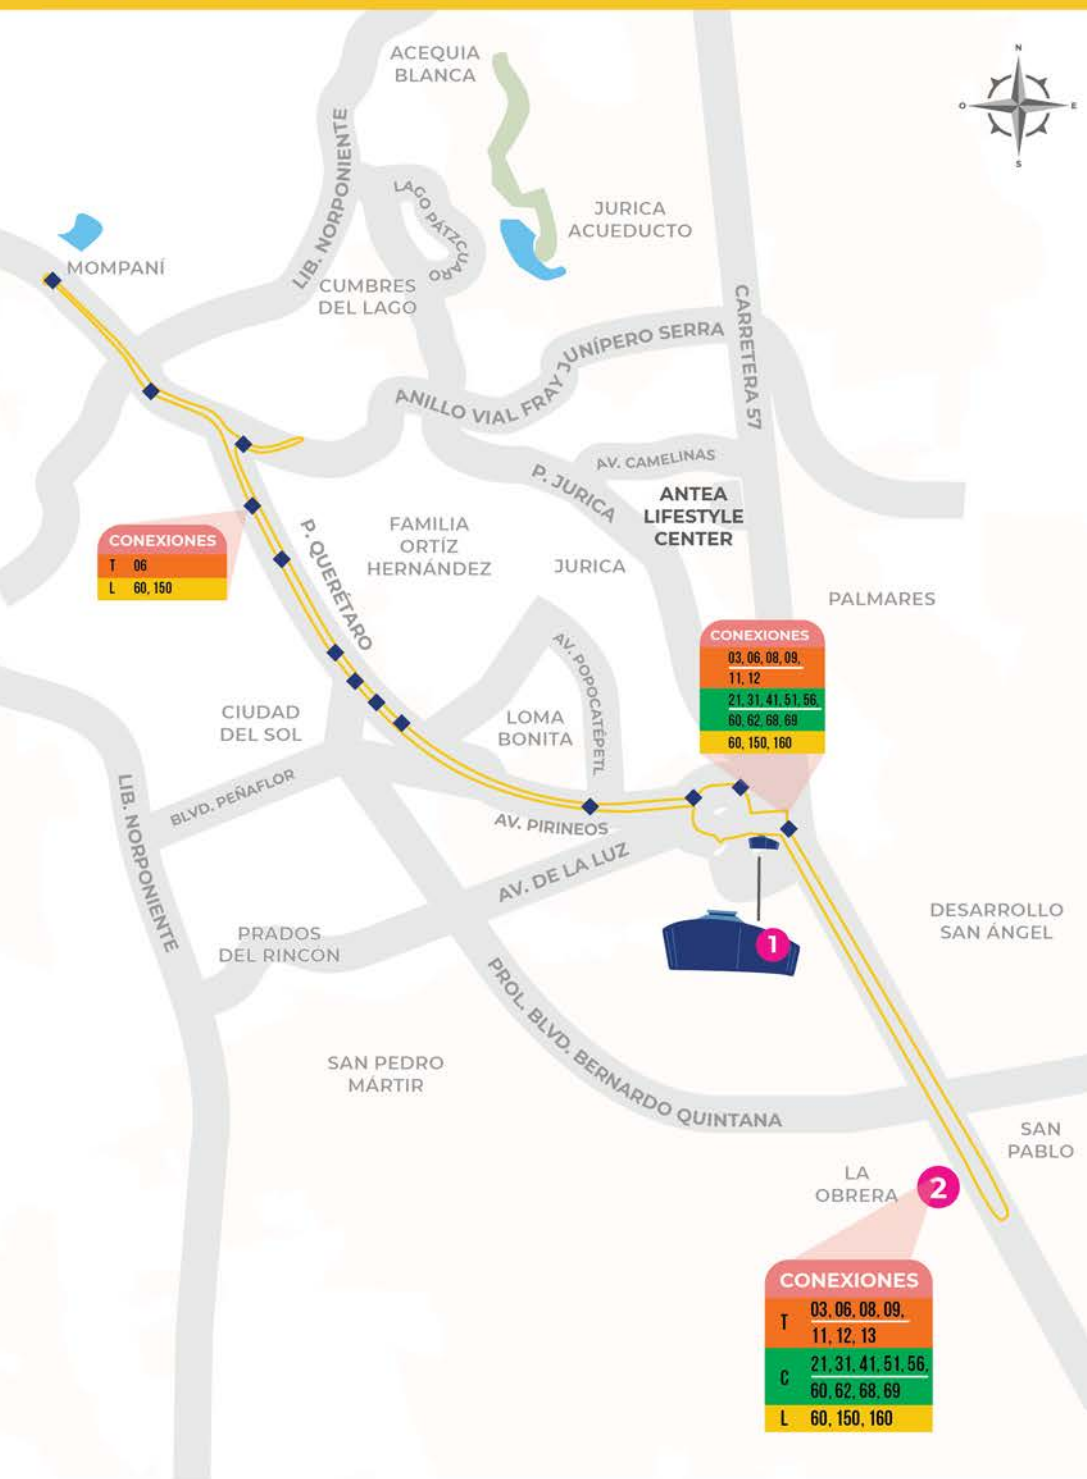 ACEQUIA
BLANCA
N
O
E
S
LIB. NORPONIENTE
LAGO PÁTZCUARO
JURICA
ACUEDUCTO
MOMPANÍ
CUMBRES
DEL LAGO
CARRETERA 57
ANILLO VIAL FRAY JUNÍPERO SERRA
AV. CAMELINAS
P. JURICA
ANTEA
LIFESTYLE
CENTER
FAMILIA
ORTÍZ
HERNÁNDEZ
P. QUERÉTARO
CONEXIONES
T 06
L 60, 150
JURICA
PALMARES
CONEXIONES
03, 06, 08, 09,
11, 12
21, 31, 41, 51, 56,
60, 62, 68, 69
60, 150, 160
AV. POPOCATÉPETL
CIUDAD
DEL SOL
LOMA
BONITA
BLVD. PEÑAFLOR
LIB. NORPONIENTE
AV. PIRINEOS
AV. DE LA LUZ
DESARROLLO
SAN ÁNGEL
1
PRADOS
DEL RINCON
PROL. BLVD. BERNARDO QUINTANA
SAN PEDRO
MÁRTIR
SAN
PABLO
LA
OBRERA
2
CONEXIONES
T 03, 06, 08, 09,
11, 12, 13
C 21, 31, 41, 51, 56,
60, 62, 68, 69
L 60, 150, 160